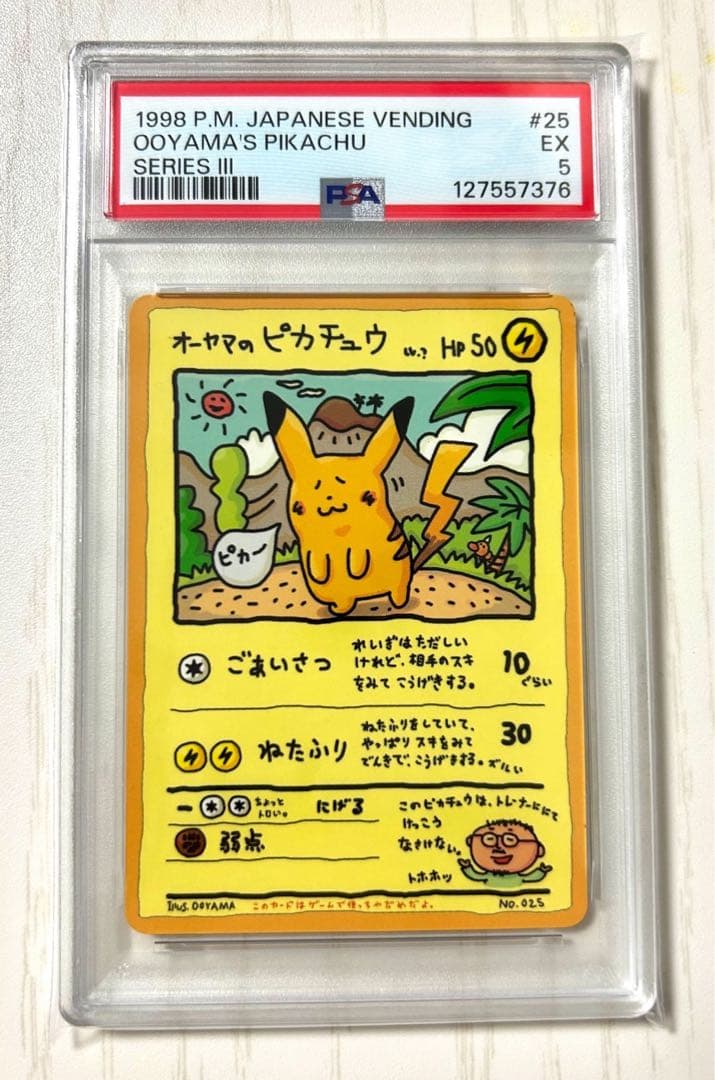 1998 P.M. JAPANESE VENDING #25
OOYAMA'S PIKACHU EX
SERIES III 5
PSA
127557376
オーヤマの ピカチュウ LV.? HP 50
ピカー
ごあいさつ
れいぎはただしい
けれど、相手のスキ
をみて こうげきする。
10
ぐらい
ねたふり
ねたふりをしていて、
やっぱり スキをみて
でんきで、こうげきする。
30
ズルい
ちょっと
トロい。
にげる
弱点
このピカチュウは、トレーナーににて
けっこう
なさけない。
トホホッ
Illus. OOYAMA このカードはゲームで使っちゃだめだよ。 NO. 025